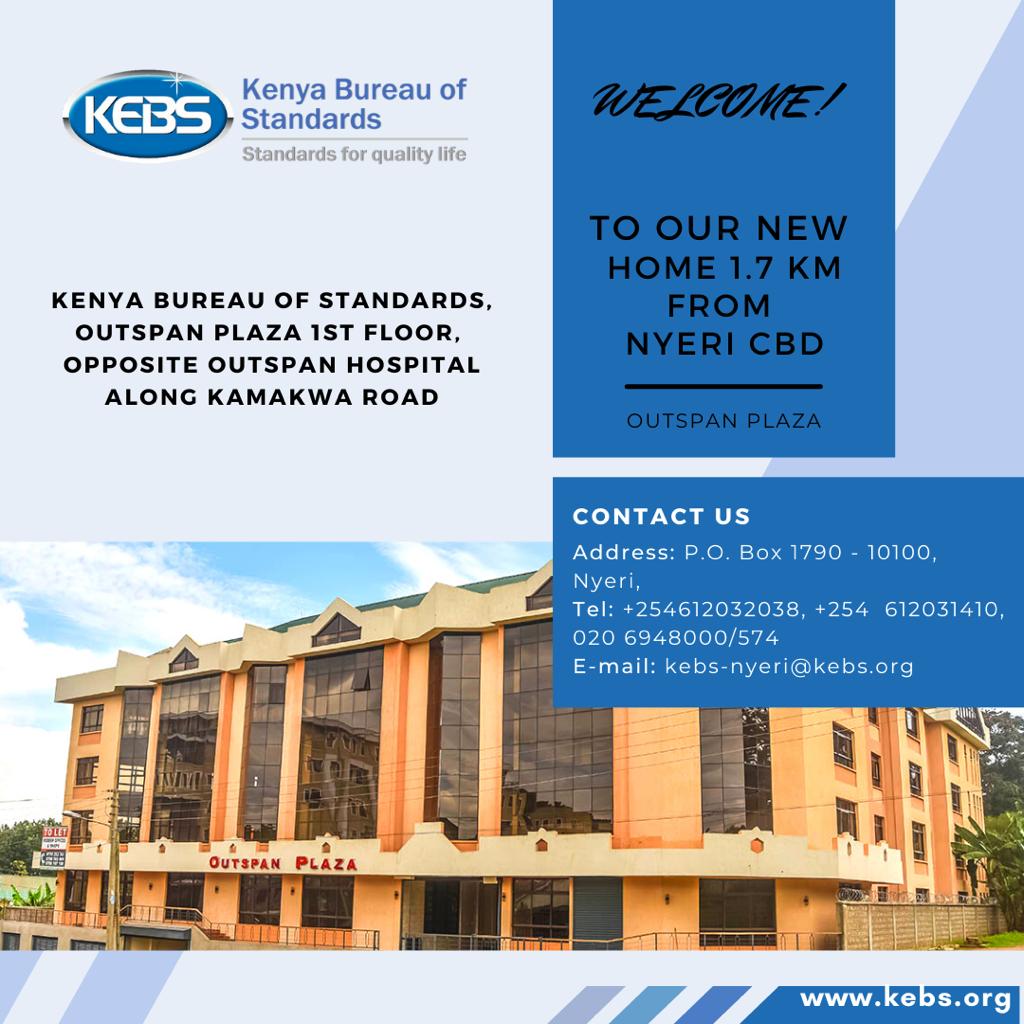 KEBS
Kenya Bureau of
Standards
Standards for quality life
WELCOME!
TO OUR NEW
HOME 1.7 KM
FROM
NYERI CBD
OUTSPAN PLAZA
KENYA BUREAU OF STANDARDS,
OUTSPAN PLAZA 1ST FLOOR,
OPPOSITE OUTSPAN HOSPITAL
ALONG KAMAKWA ROAD
CONTACT US
Address: P.O. Box 1790 - 10100,
Nyeri,
Tel: +254612032038, +254 612031410,
020 6948000/574
E-mail: kebs-nyeri@kebs.org
TO LET
OUTSPAN PLAZA
www.kebs.org